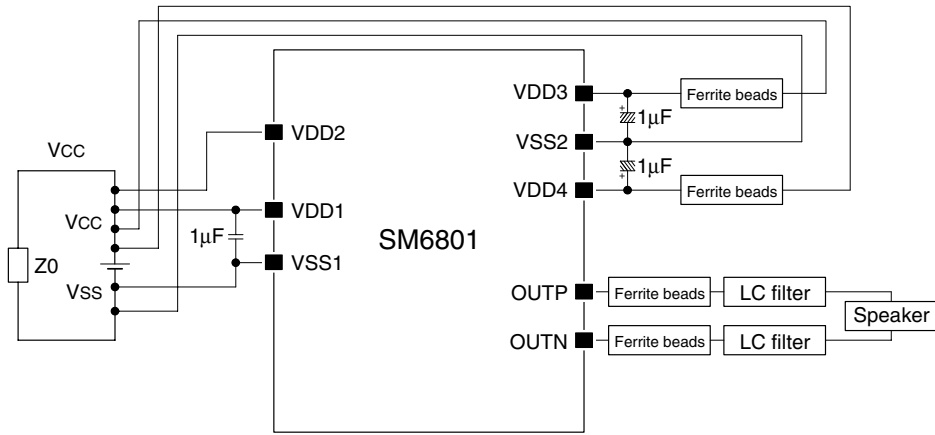 VDD3
Ferrite beads
1μF
VSS2
1μF
VDD4
Ferrite beads
VDD2
VCC
VCC
VDD1
1μF
Z0
VSS1
VSS
SM6801
OUTP
Ferrite beads
LC filter
Speaker
OUTN
Ferrite beads
LC filter